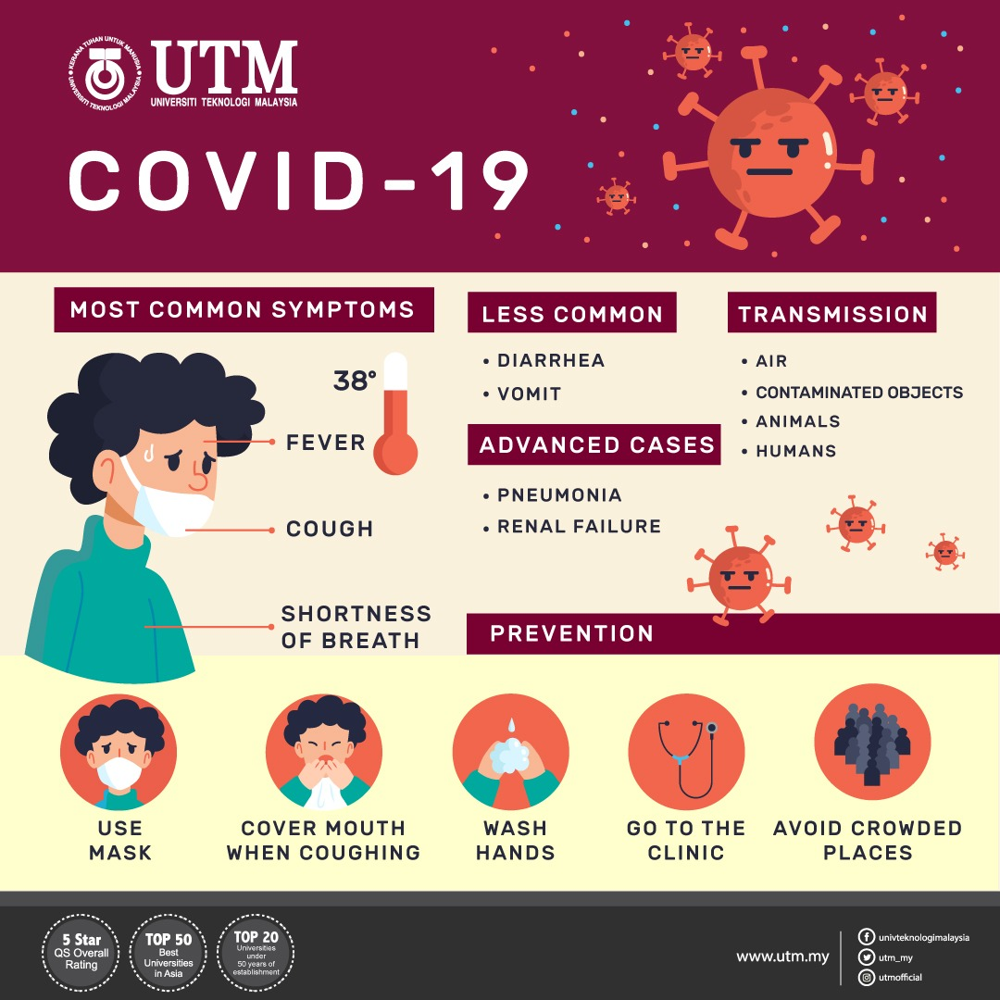 KERANA TUHAN UNTUK MANUSIA
UNIVERSITI TEKNOLOGI MALAYSIA
UTM
UNIVERSITI TEKNOLOGI MALAYSIA
COVID-19
MOST COMMON SYMPTOMS
38°
FEVER
COUGH
SHORTNESS
OF BREATH
LESS COMMON
• DIARRHEA
• VOMIT
ADVANCED CASES
• PNEUMONIA
• RENAL FAILURE
TRANSMISSION
• AIR
• CONTAMINATED OBJECTS
• ANIMALS
• HUMANS
PREVENTION
USE
MASK
COVER MOUTH
WHEN COUGHING
WASH
HANDS
GO TO THE
CLINIC
AVOID CROWDED
PLACES
5 Star
QS Overall
Rating
TOP 50
Best
Universities
in Asia
TOP 20
Universities
under
50 years of
establishment
www.utm.my
univteknologimalaysia
utm_my
utmofficial